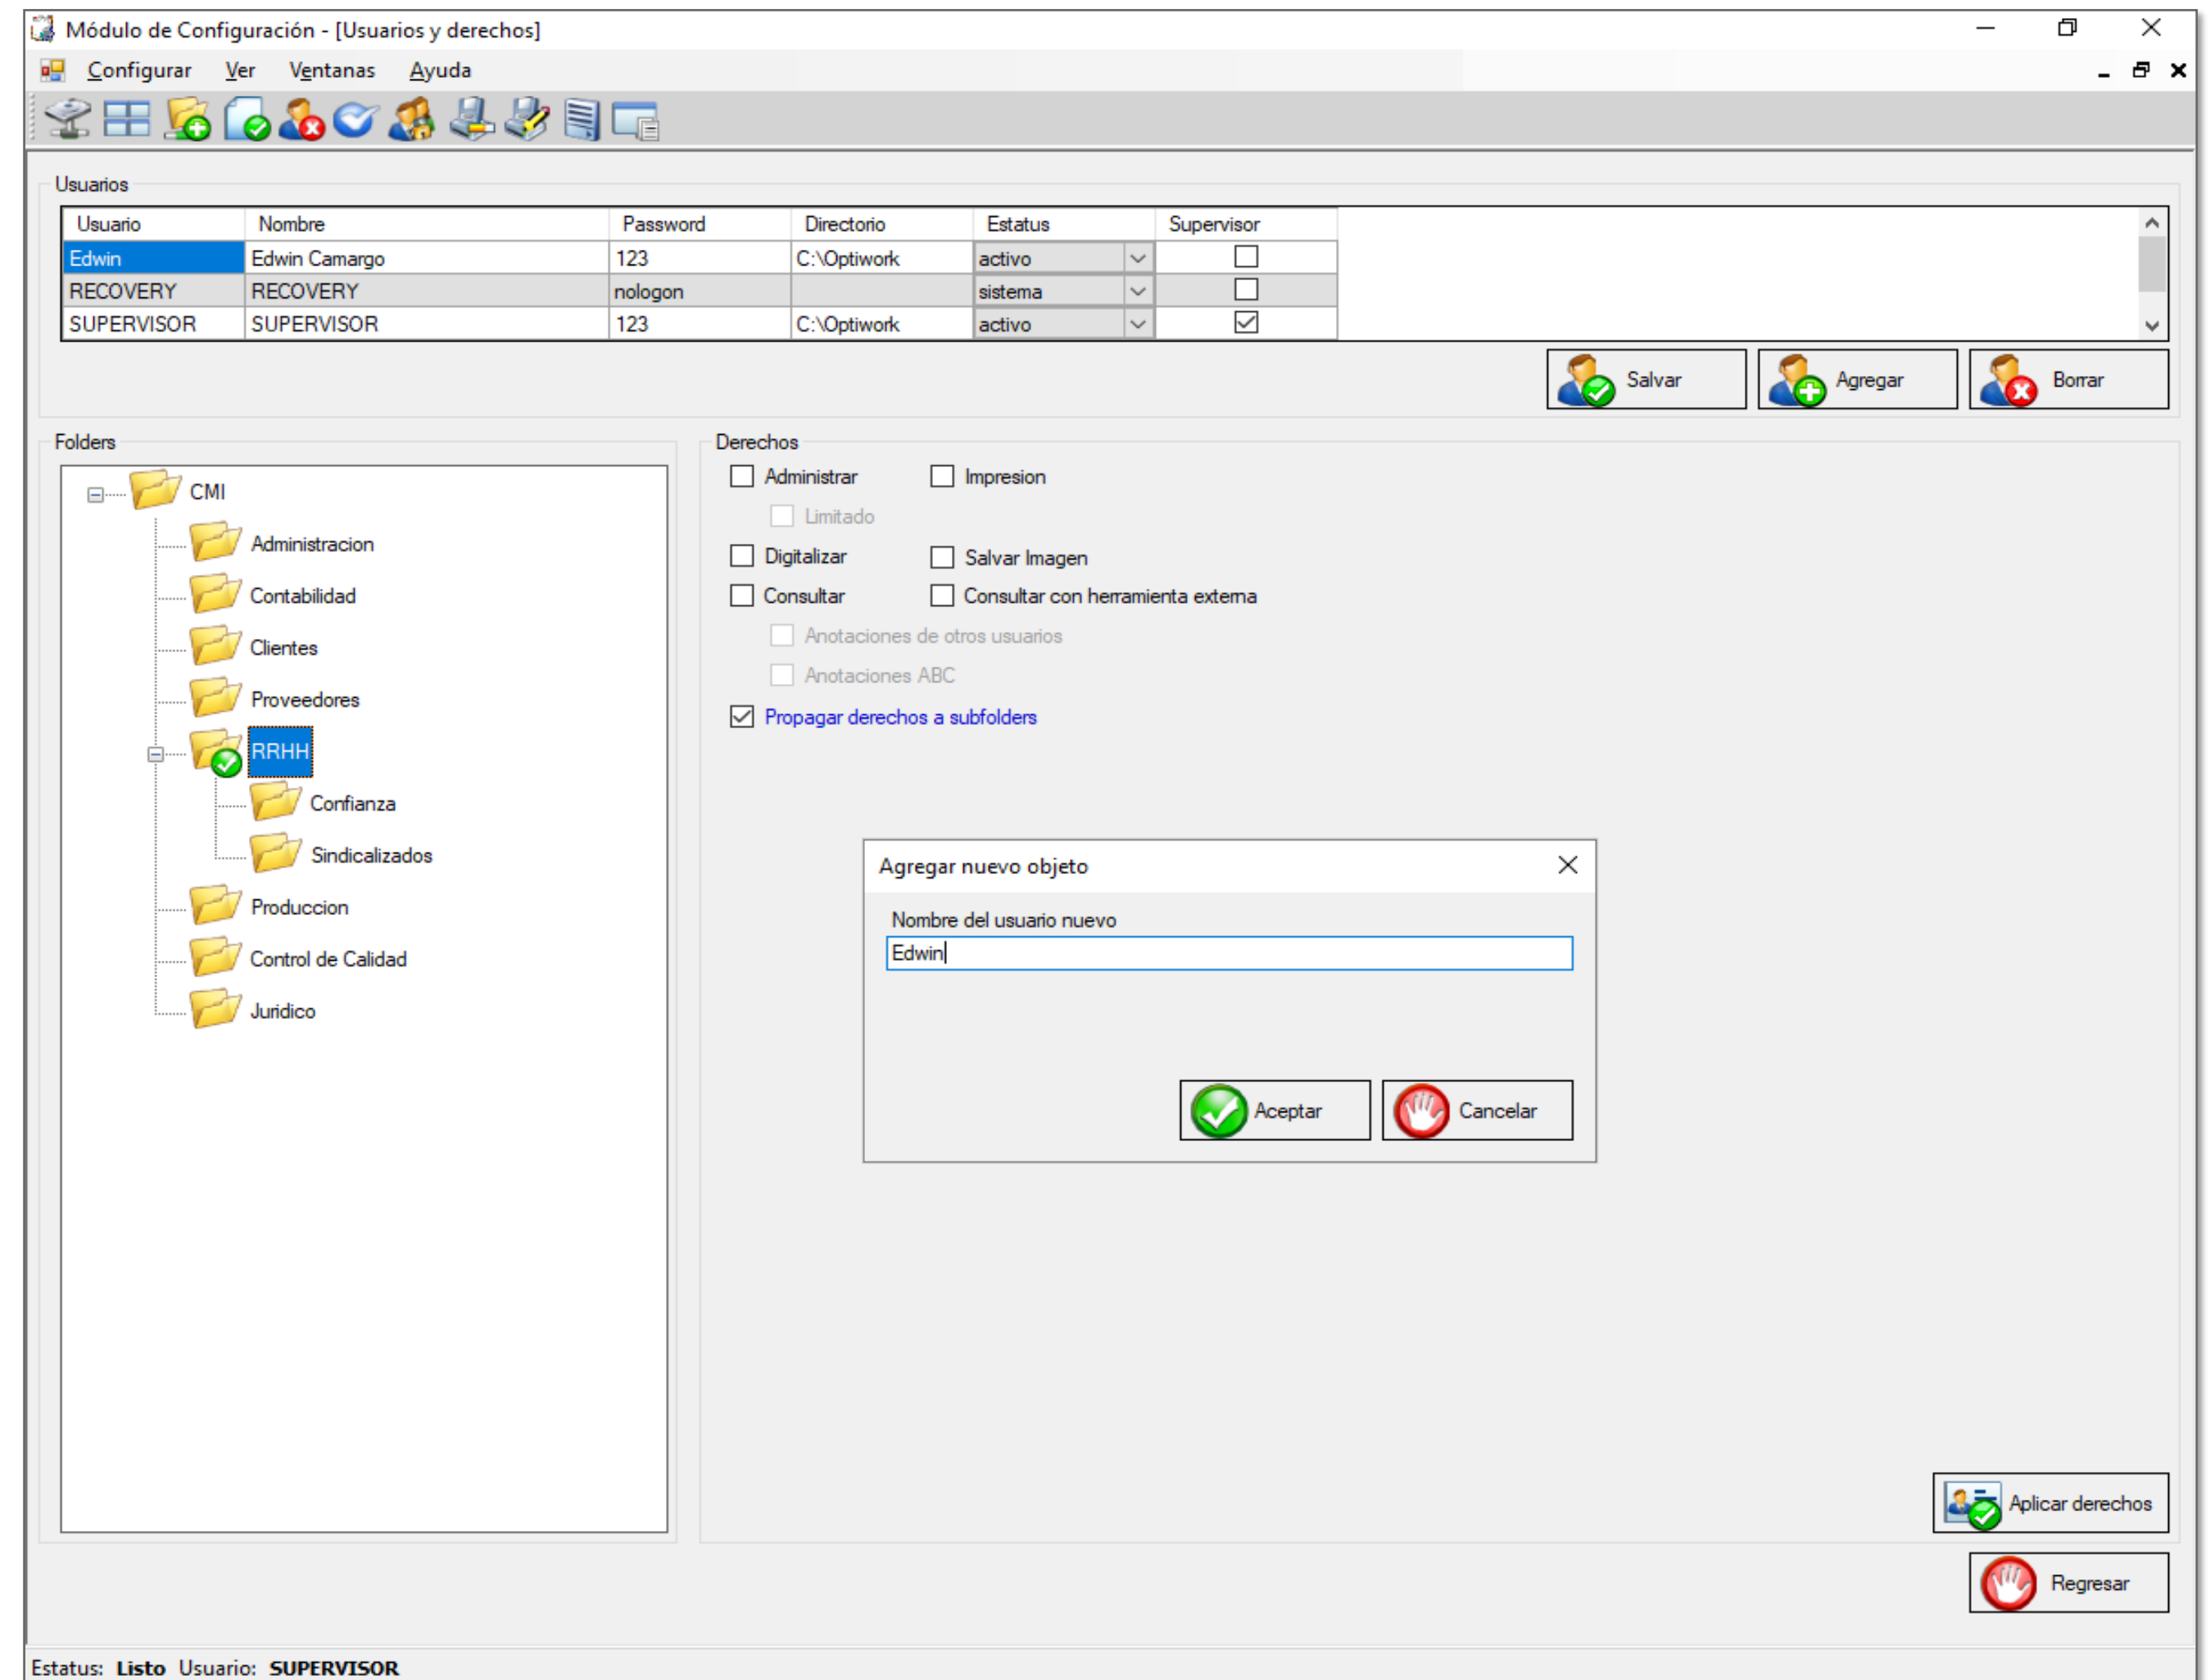 Módulo de Configuración - [Usuarios y derechos]
Configurar Ver Ventanas Ayuda
Usuarios
Usuario Nombre Password Directorio Estatus Supervisor
Edwin Edwin Camargo 123 C:\Optiwork activo
RECOVERY RECOVERY nologon sistema
SUPERVISOR SUPERVISOR 123 C:\Optiwork activo
Salvar Agregar Borrar
Folders
CMI
Administracion
Contabilidad
Clientes
Proveedores
RRHH
Confianza
Sindicalizados
Produccion
Control de Calidad
Juridico
Derechos
Administrar Impresion
Limitado
Digitalizar Salvar Imagen
Consultar Consultar con herramienta externa
Anotaciones de otros usuarios
Anotaciones ABC
Propagar derechos a subfolders
Agregar nuevo objeto
Nombre del usuario nuevo
Edwin
Aceptar Cancelar
Aplicar derechos
Regresar
Estatus: Listo Usuario: SUPERVISOR